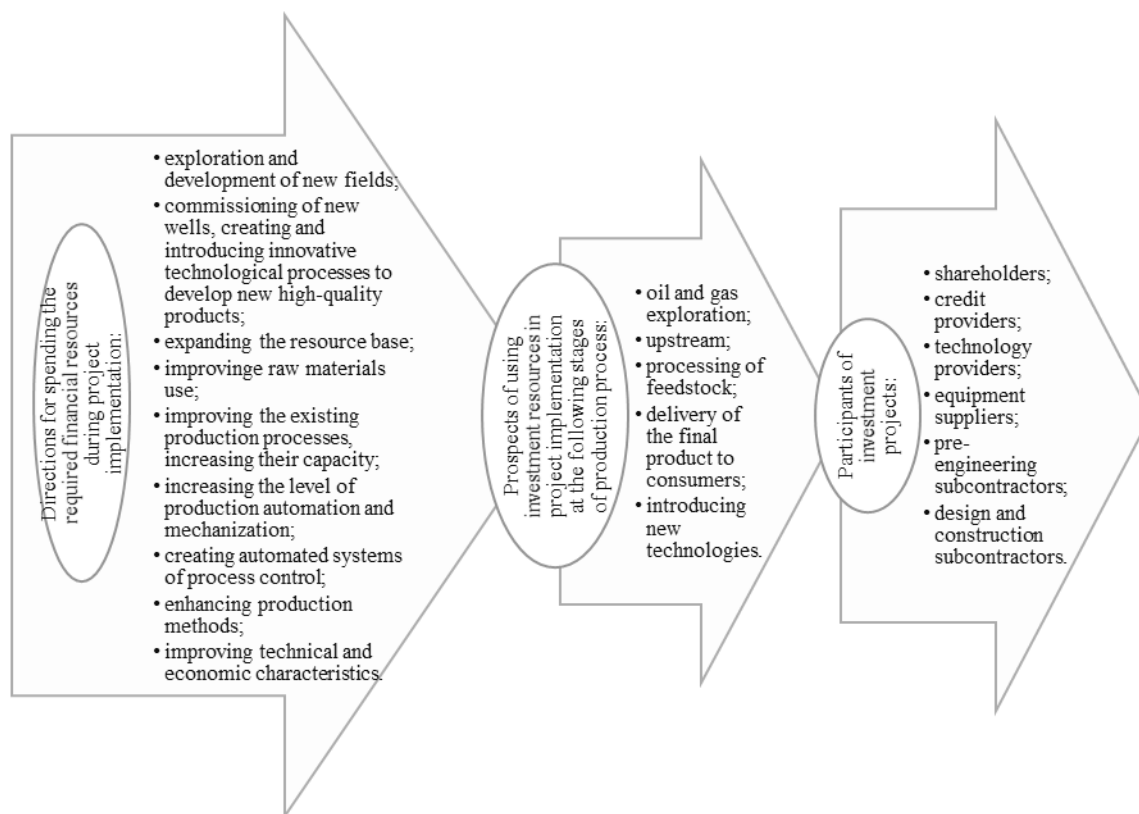 Directions for spending the
required financial resources
during project
implementation:
• exploration and
development of new fields;
• commissioning of new
wells, creating and
introducing innovative
technological processes to
develop new high-quality
products;
• expanding the resource base;
• improvinge raw materials
use;
• improving the existing
production processes,
increasing their capacity;
• increasing the level of
production automation and
mechanization;
• creating automated systems
of process control;
• enhancing production
methods;
• improving technical and
economic characteristics.
Prospects of using
investment resources in
project implementation
at the following stages
of production process:
• oil and gas
exploration;
• upstream;
• processing of
feedstock;
• delivery of
the final
product to
consumers;
• introducing
new
technologies.
Participants of
investment
projects:
• shareholders;
• credit
providers;
• technology
providers;
• equipment
suppliers;
• pre-
engineering
subcontractors;
• design and
construction
subcontractors.